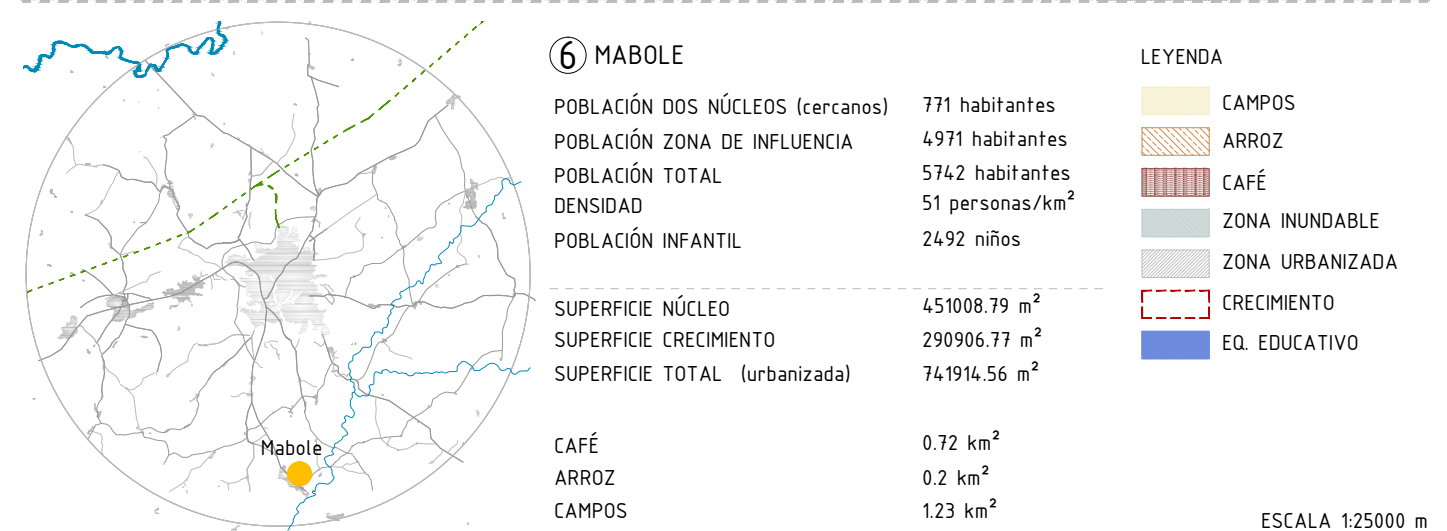 ⑥ MABOLE
POBLACIÓN DOS NÚCLEOS (cercanos) 771 habitantes
POBLACIÓN ZONA DE INFLUENCIA 4971 habitantes
POBLACIÓN TOTAL 5742 habitantes
DENSIDAD 51 personas/km²
POBLACIÓN INFANTIL 2492 niños
SUPERFICIE NÚCLEO 451008.79 m²
SUPERFICIE CRECIMIENTO 290906.77 m²
SUPERFICIE TOTAL (urbanizada) 741914.56 m²
CAFÉ 0.72 km²
ARROZ 0.2 km²
CAMPOS 1.23 km²
Mabole
LEYENDA
CAMPOS
ARROZ
CAFÉ
ZONA INUNDABLE
ZONA URBANIZADA
CRECIMIENTO
EQ. EDUCATIVO
ESCALA 1:25000 m